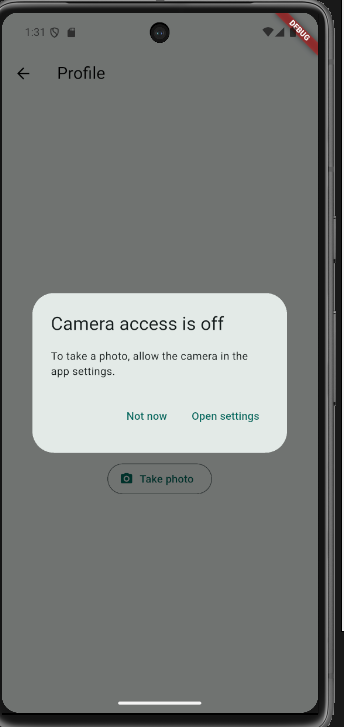 1:31
DEBUG
Profile
Camera access is off
To take a photo, allow the camera in the
app settings.
Not now Open settings
Take photo